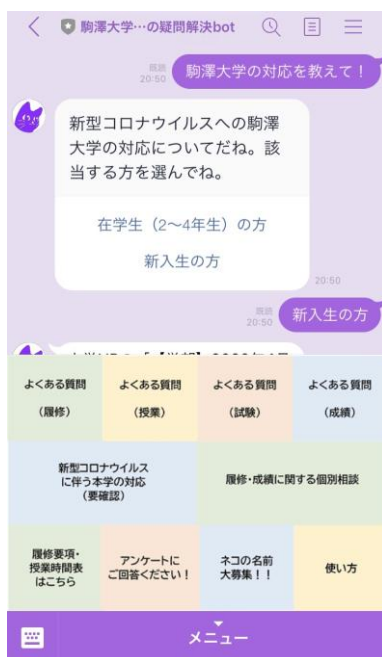 駒澤大学…の疑問解決bot
既読
20:50
駒澤大学の対応を教えて！
新型コロナウイルスへの駒澤
大学の対応についてだね。該
当する方を選んでね。
在学生（2〜4年生）の方
新入生の方
20:50
既読
20:50
新入生の方
よくある質問
（履修）
よくある質問
（授業）
よくある質問
（試験）
よくある質問
（成績）
新型コロナウイルス
に伴う本学の対応
（要確認）
履修・成績に関する個別相談
履修要項・
授業時間表
はこちら
アンケートに
ご回答ください！
ネコの名前
大募集！！
使い方
メニュー